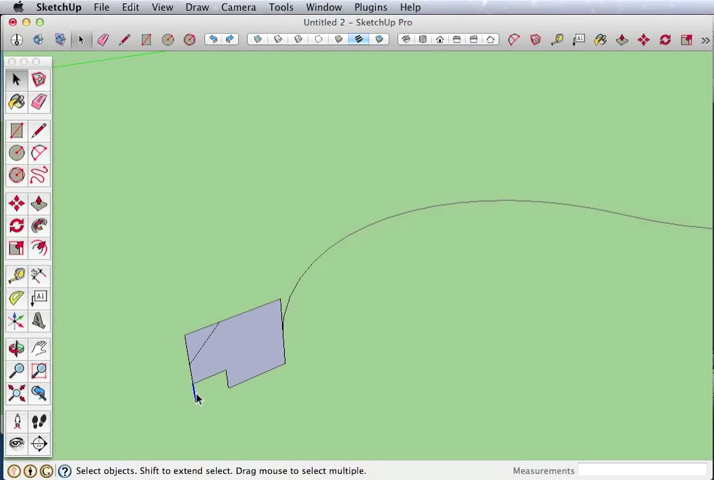 SketchUp File Edit View Draw Camera Tools Window Plugins Help
Untitled 2 - SketchUp Pro
A1
Select objects. Shift to extend select. Drag mouse to select multiple. Measurements